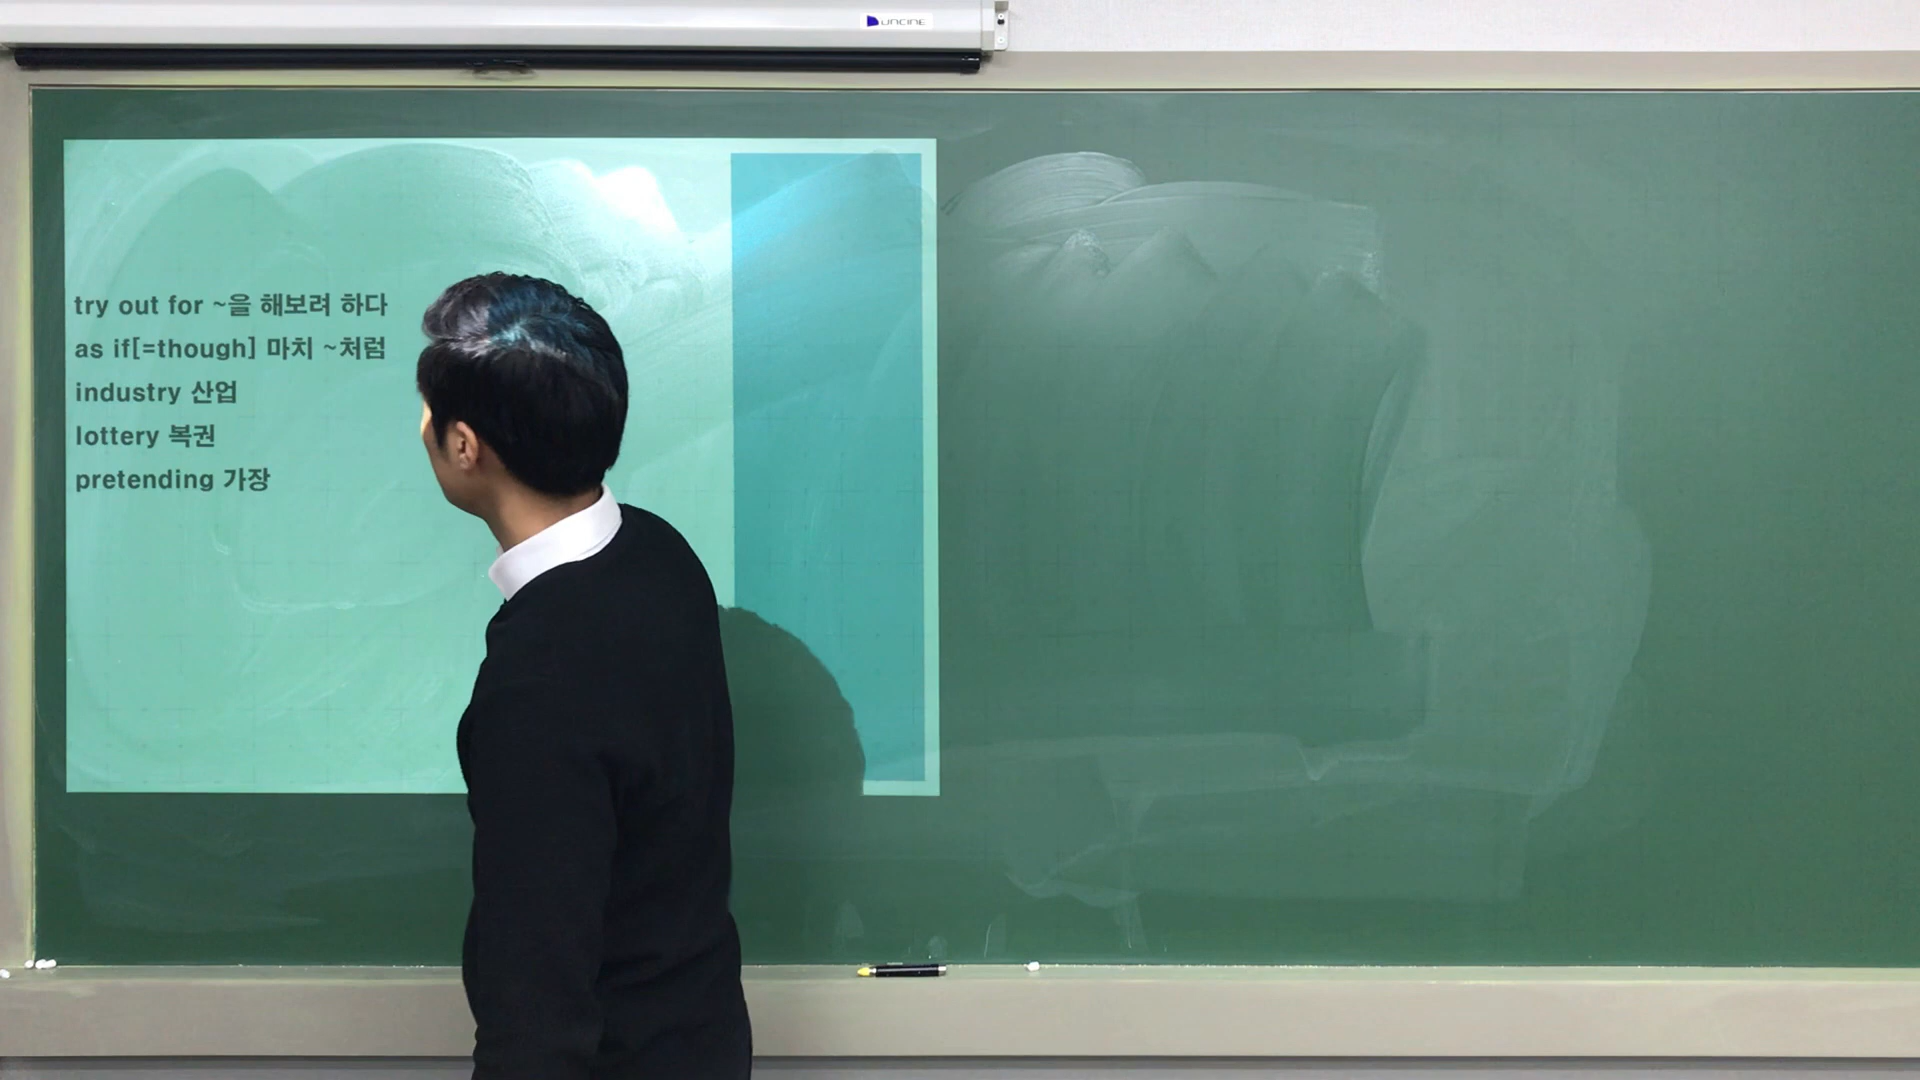 UNCINE
try out for ~을 해보려 하다
as if[=though] 마치 ~처럼
industry 산업
lottery 복권
pretending 가장